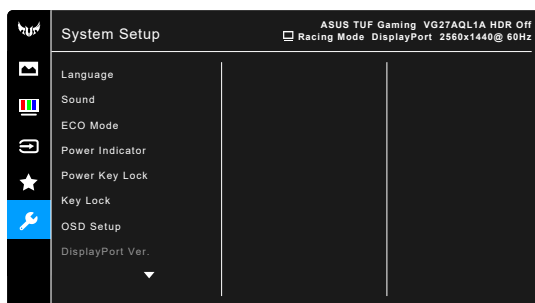 System Setup
ASUS TUF Gaming VG27AQL1A HDR Off
Racing Mode DisplayPort 2560x1440@ 60Hz
Language
Sound
ECO Mode
Power Indicator
Power Key Lock
Key Lock
OSD Setup
DisplayPort Ver.